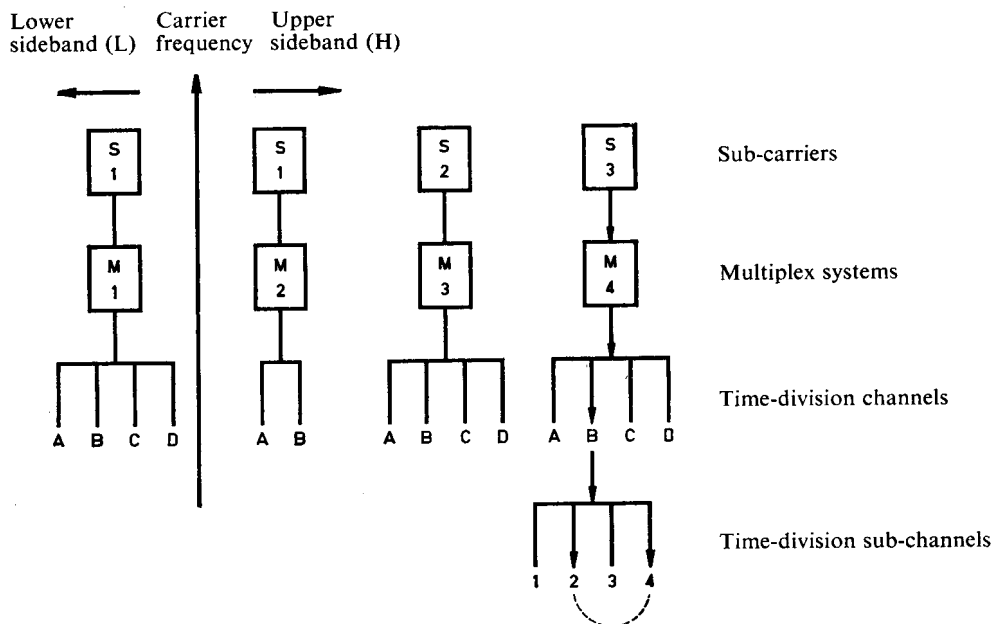 Lower sideband (L)
Carrier frequency
Upper sideband (H)
S 1
S 1
S 2
S 3
Sub-carriers
M 1
M 2
M 3
M 4
Multiplex systems
A B C D
A B
A B C D
A B C D
Time-division channels
1 2 3 4
Time-division sub-channels